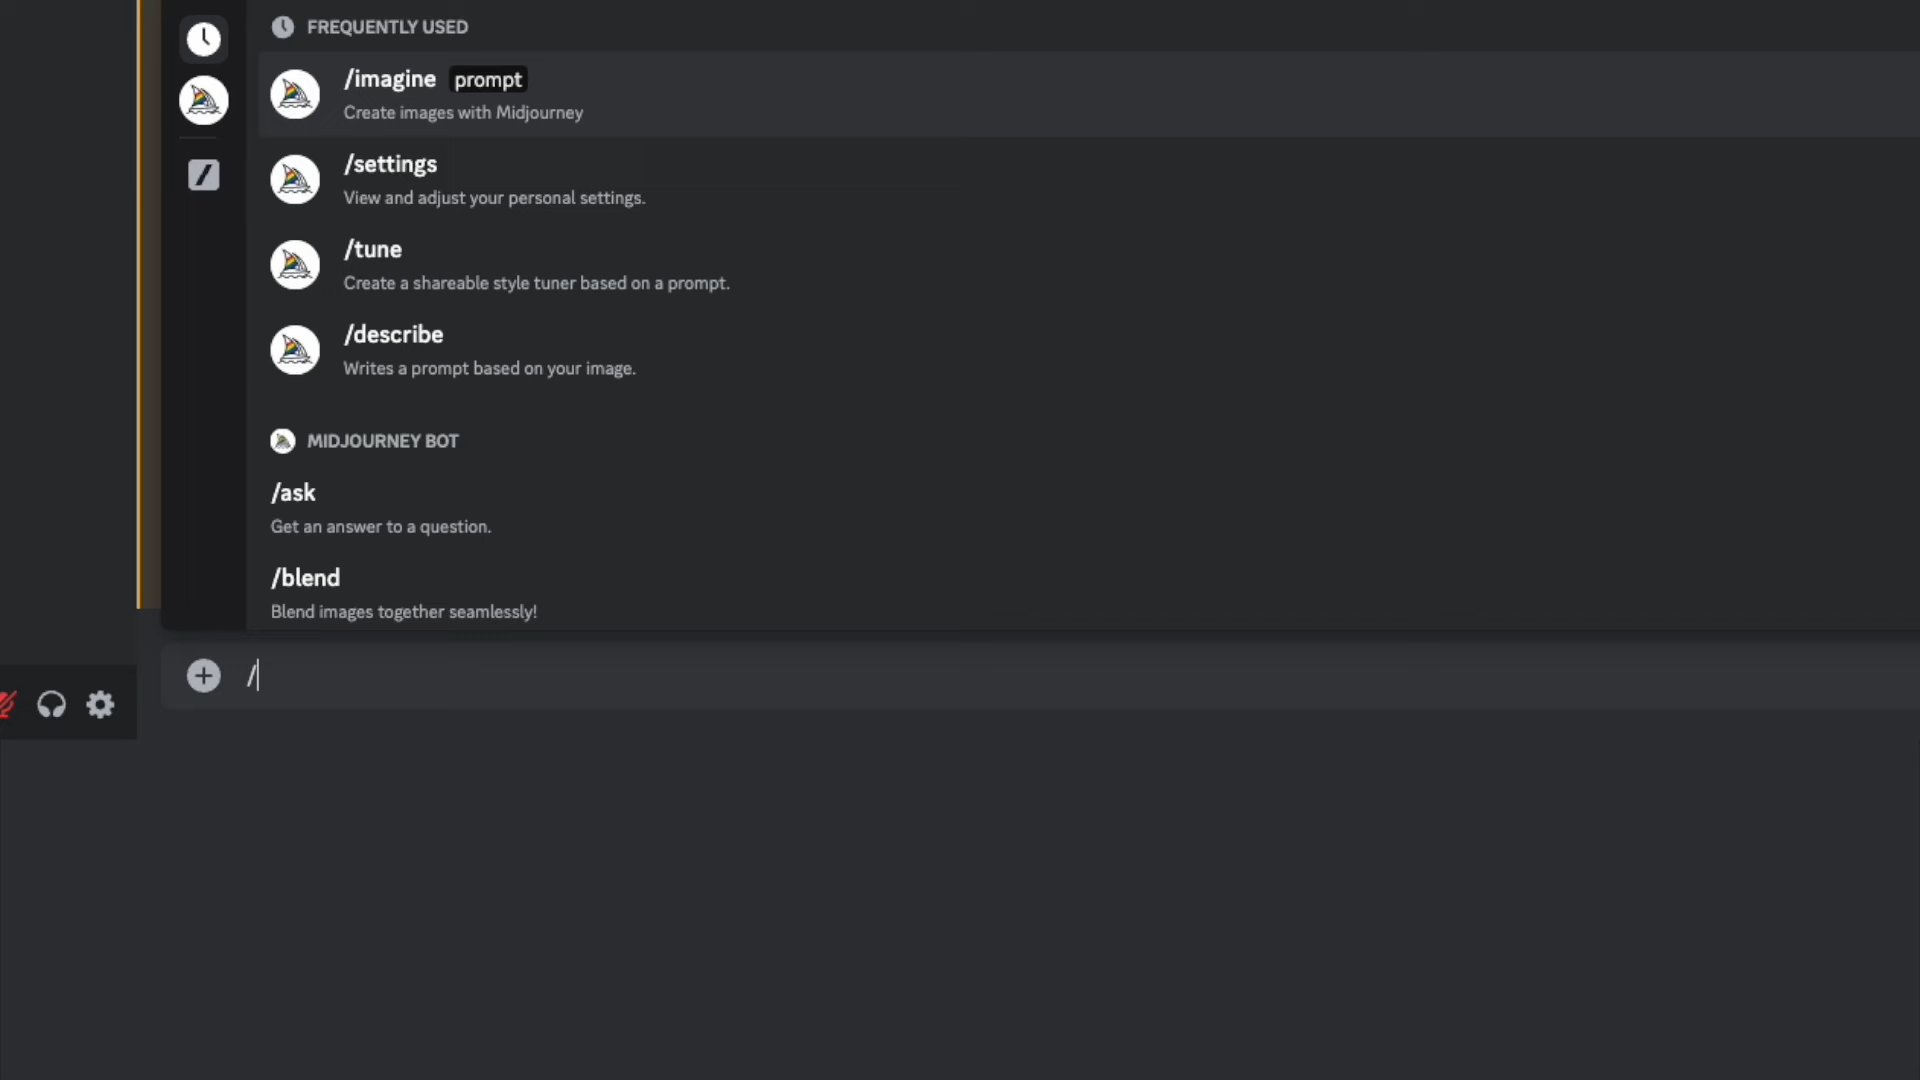 FREQUENTLY USED
/imagine prompt
Create images with Midjourney
/settings
View and adjust your personal settings.
/tune
Create a shareable style tuner based on a prompt.
/describe
Writes a prompt based on your image.
MIDJOURNEY BOT
/ask
Get an answer to a question.
/blend
Blend images together seamlessly!
/